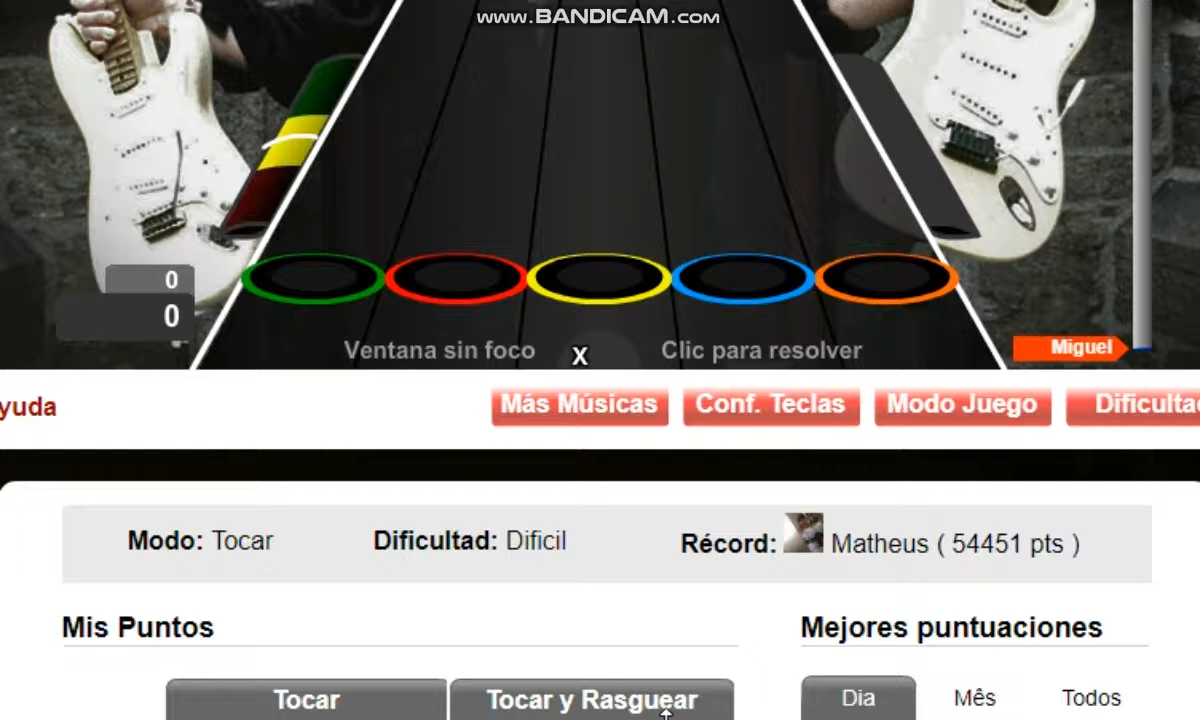 www.BANDICAM.com
0
0
Ventana sin foco X Clic para resolver
Miguel
yuda
Más Músicas Conf. Teclas Modo Juego Dificultad
Modo: Tocar Dificultad: Dificil Récord: Matheus ( 54451 pts )
Mis Puntos Mejores puntuaciones
Tocar Tocar y Rasguear Dia Mês Todos